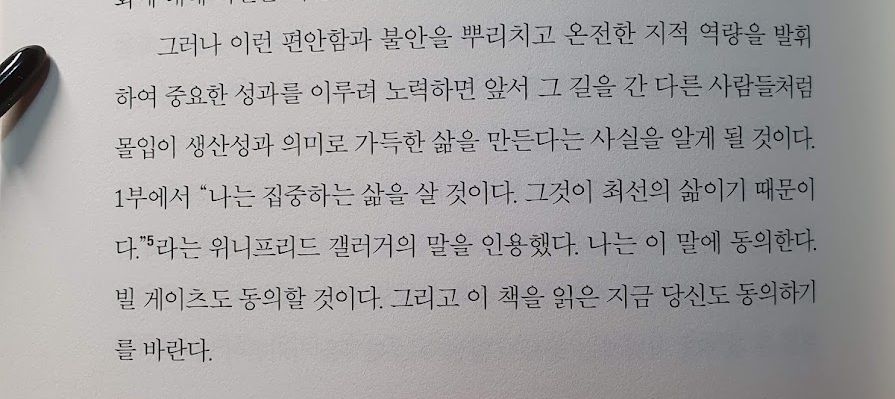 그러나 이런 편안함과 불안을 뿌리치고 온전한 지적 역량을 발휘
하여 중요한 성과를 이루려 노력하면 앞서 그 길을 간 다른 사람들처럼
몰입이 생산성과 의미로 가득한 삶을 만든다는 사실을 알게 될 것이다.
1부에서 “나는 집중하는 삶을 살 것이다. 그것이 최선의 삶이기 때문이
다.”5라는 위니프리드 갤러거의 말을 인용했다. 나는 이 말에 동의한다.
빌 게이츠도 동의할 것이다. 그리고 이 책을 읽은 지금 당신도 동의하기
를 바란다.